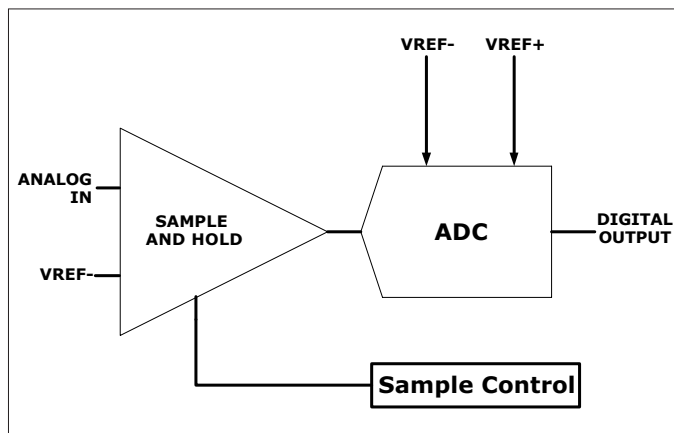 VREF-
VREF+
ANALOG
IN
SAMPLE
AND HOLD
ADC
DIGITAL
OUTPUT
VREF-
Sample Control